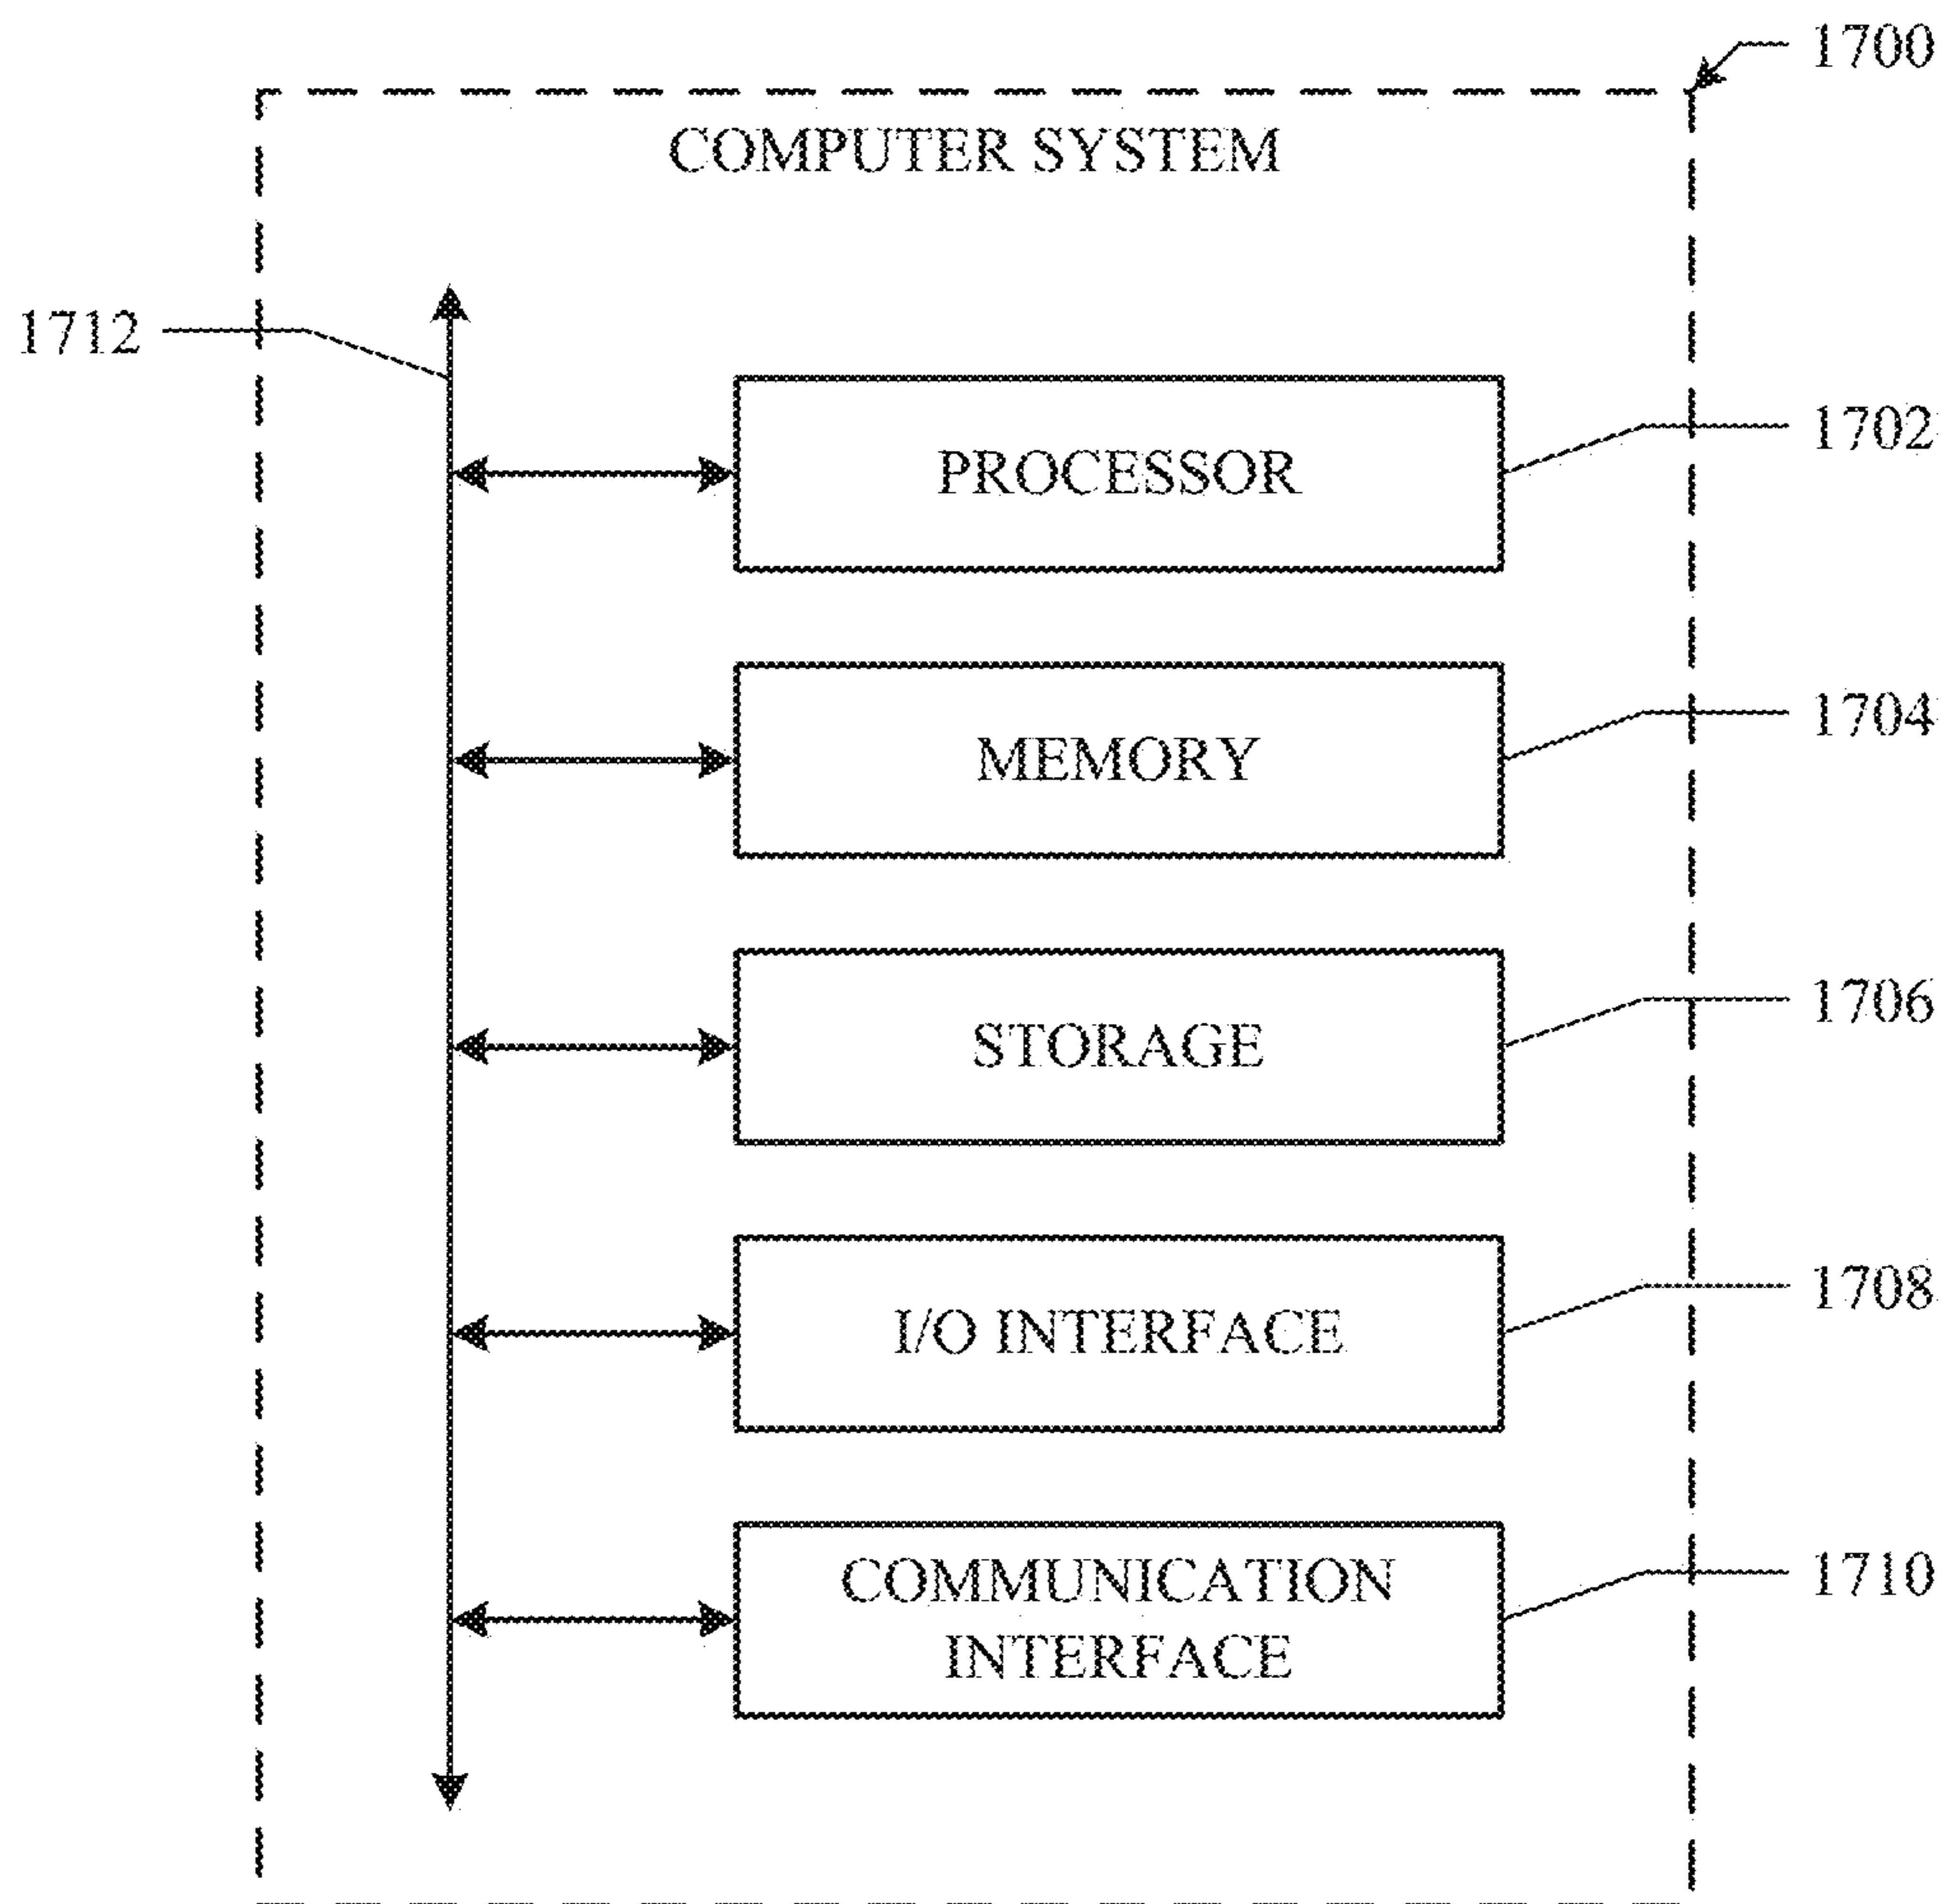 1700
COMPUTER SYSTEM
1712
PROCESSOR
1702
MEMORY
1704
STORAGE
1706
I/O INTERFACE
1708
COMMUNICATION
INTERFACE
1710